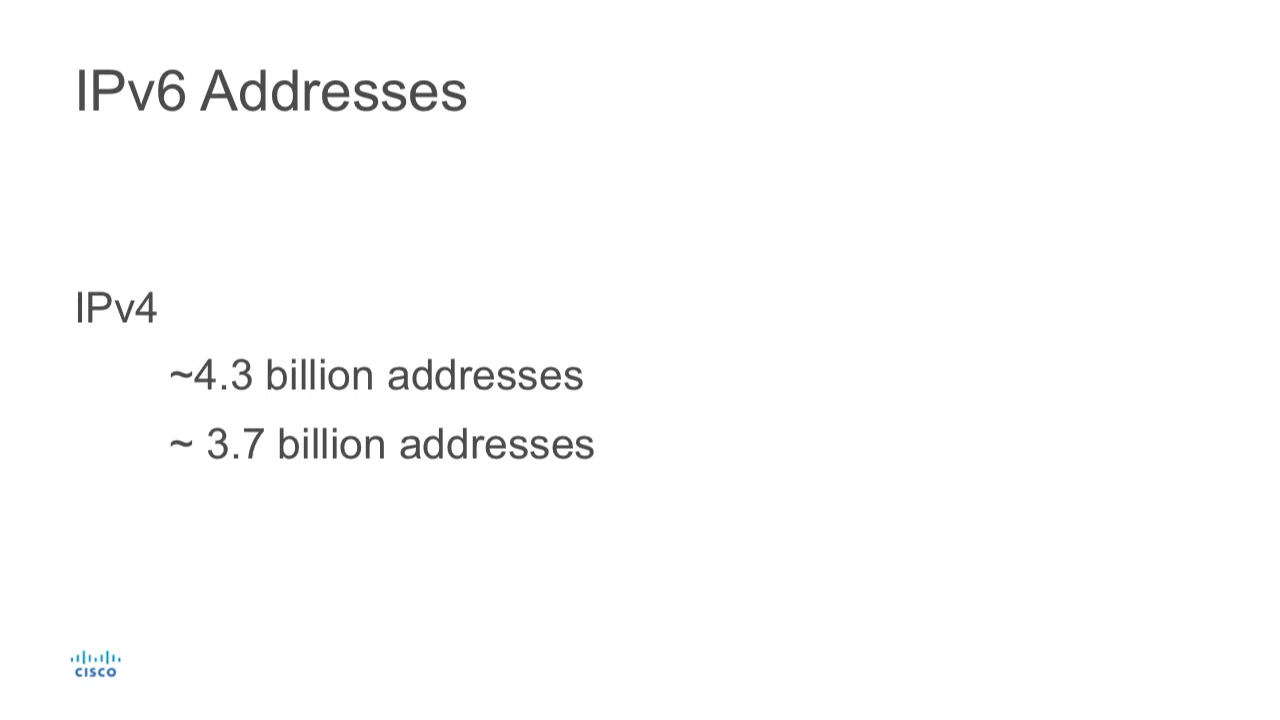 IPv6 Addresses
IPv4
~4.3 billion addresses
~ 3.7 billion addresses
CISCO